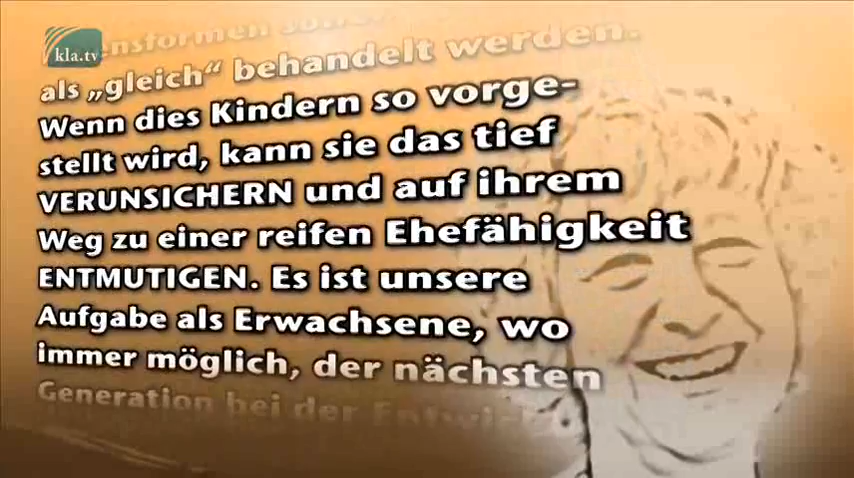 kla.tv
als „gleich“ behandelt werden.
Wenn dies Kindern so vorge-
stellt wird, kann sie das tief
VERUNSICHERN und auf ihrem
Weg zu einer reifen Ehefähigkeit
ENTMUTIGEN. Es ist unsere
Aufgabe als Erwachsene, wo
immer möglich, der nächsten
Generation bei der